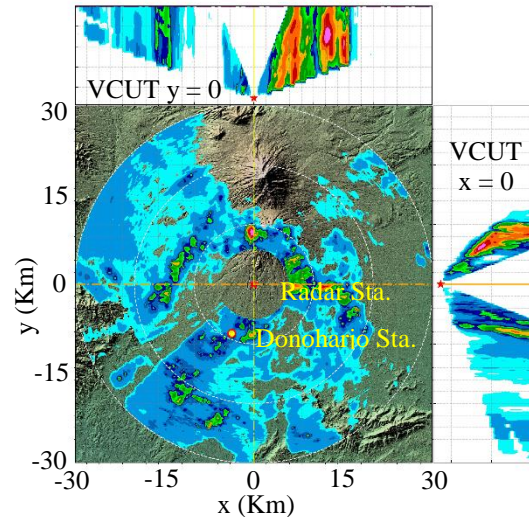 VCUT y = 0
30
VCUT
x = 0
15
y (Km)
0
Radar Sta.
Donoharjo Sta.
-15
-30
-30 -15 0 15 30
x (Km)